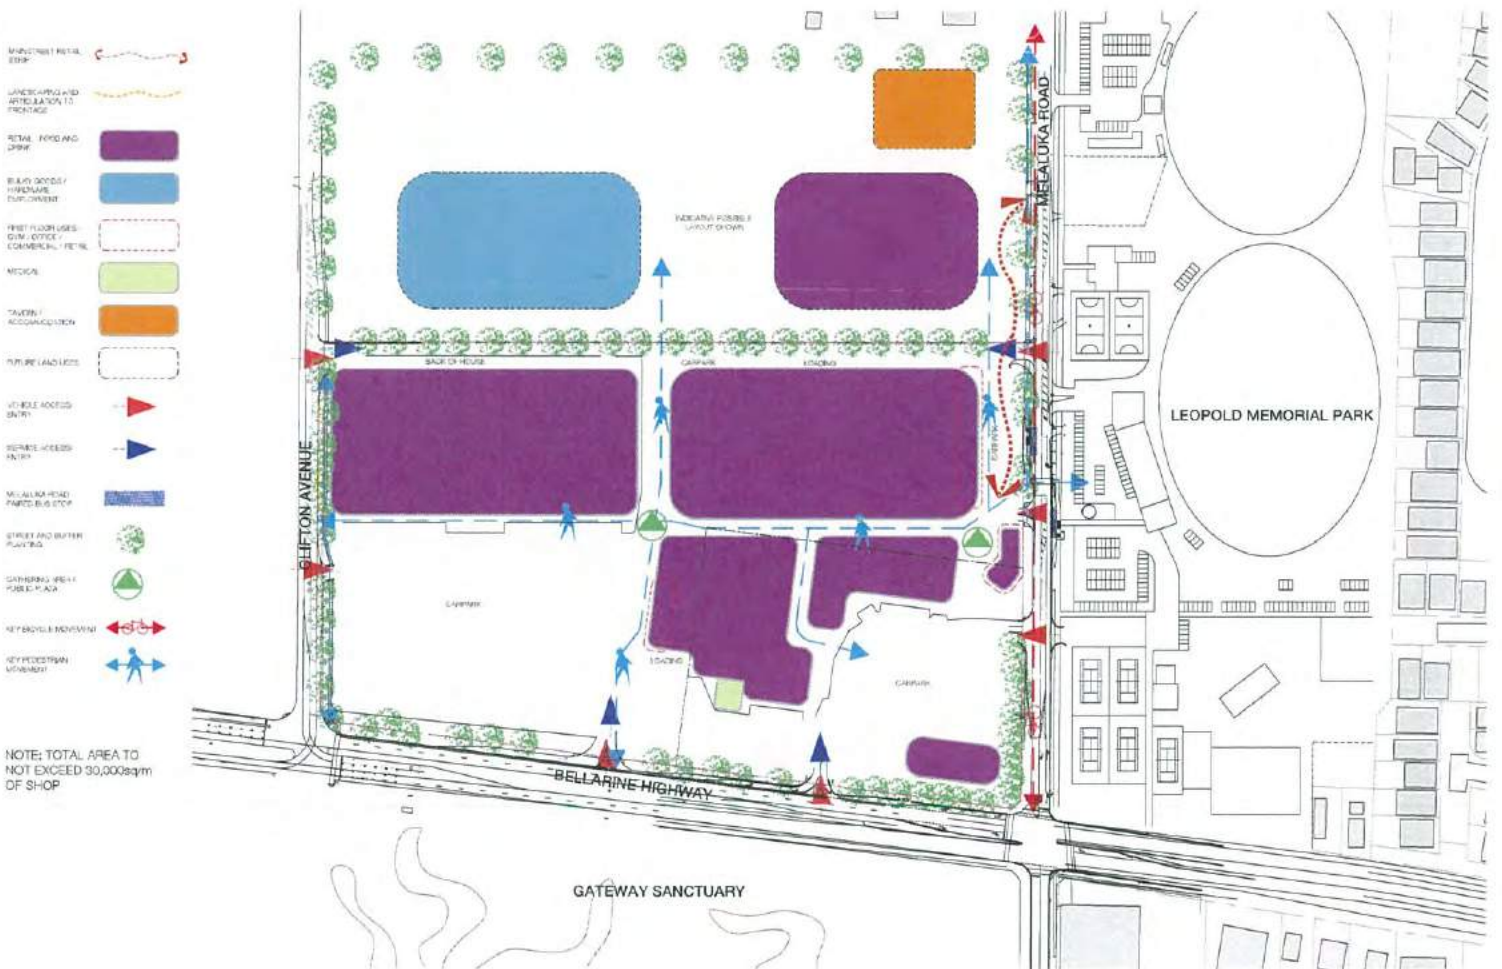 MAINSTREET RETAIL
STRIP
LANDSCAPING AND
ARTICULATION TO
FRONTAGE
RETAIL / FOOD AND
DRINK
BULKY GOODS /
HARDWARE
EMPLOYMENT
FIRST FLOOR USES -
GYM / OFFICE /
COMMERCIAL / RETAIL
MEDICAL
TAVERN /
ACCOMMODATION
FUTURE LAND USES
VEHICLE ACCESS/
ENTRY
SERVICE ACCESS/
ENTRY
MELALUKA ROAD
PAIRED BUS STOP
STREET AND BUFFER
PLANTING
GATHERING AREA /
PUBLIC PLAZA
KEY BICYCLE MOVEMENT
KEY PEDESTRIAN
MOVEMENT
NOTE: TOTAL AREA TO
NOT EXCEED 30,000sq/m
OF SHOP
INDICATIVE POSSIBLE
LAYOUT SHOWN
MELALUKA ROAD
BACK OF HOUSE
CARPARK
LOADING
CLIFTON AVENUE
CARPARK
LEOPOLD MEMORIAL PARK
CARPARK
LOADING
CARPARK
BELLARINE HIGHWAY
GATEWAY SANCTUARY